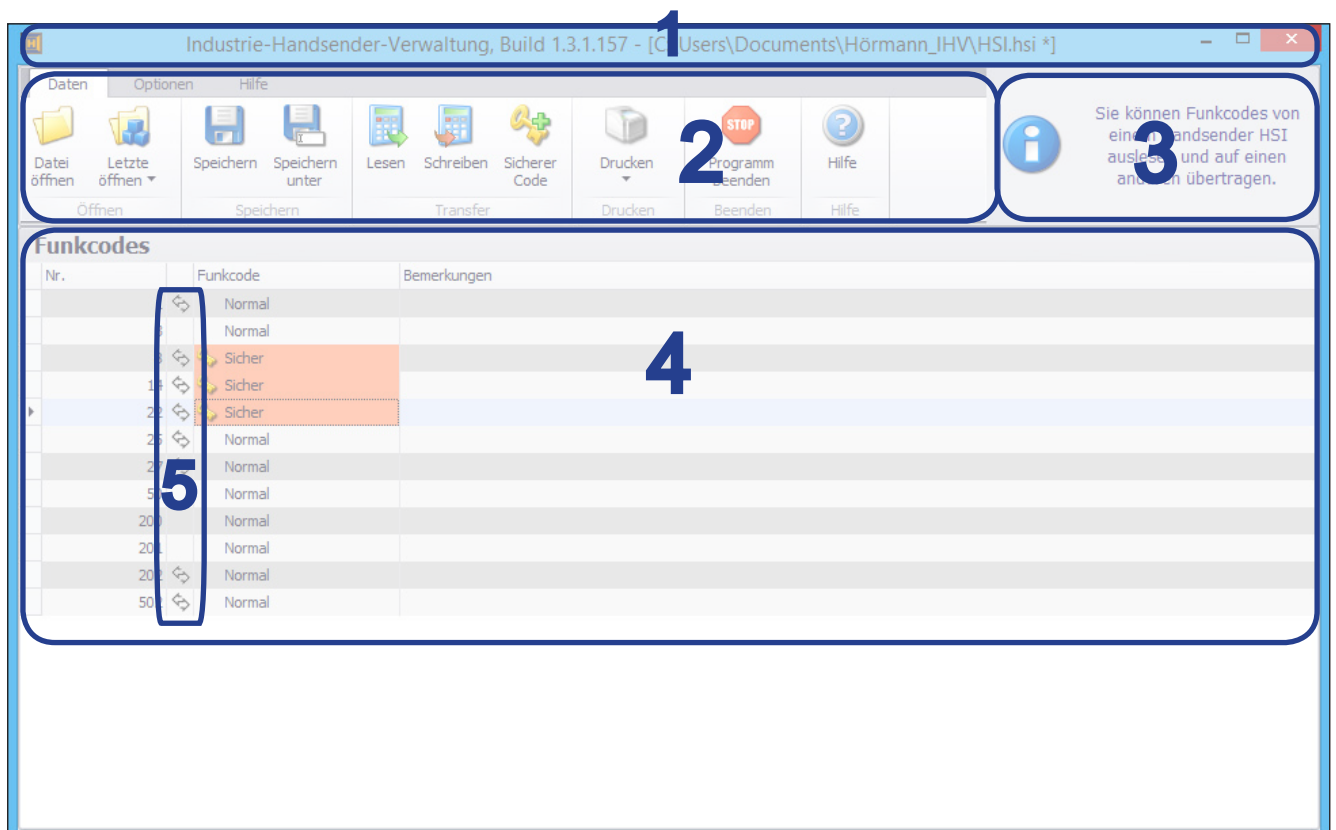 1
Industrie-Handsender-Verwaltung, Build 1.3.1.157 - [C:\Users\Documents\Hörmann_IHV\HSI.hsi *]
Daten Optionen Hilfe
Datei öffnen
Letzte öffnen
Speichern
Speichern unter
Lesen
Schreiben
Sicherer Code
Drucken
STOP
Programm Beenden
Hilfe
Öffnen Speichern Transfer Drucken Beenden Hilfe
2
Sie können Funkcodes von
einem Handsender HSI
auslesen und auf einen
anderen übertragen.
3
Funkcodes
Nr. Funkcode Bemerkungen
Normal
Normal
Sicher
14 Sicher
22 Sicher
Normal
27 Normal
Normal
200 Normal
201 Normal
202 Normal
502 Normal
4
5